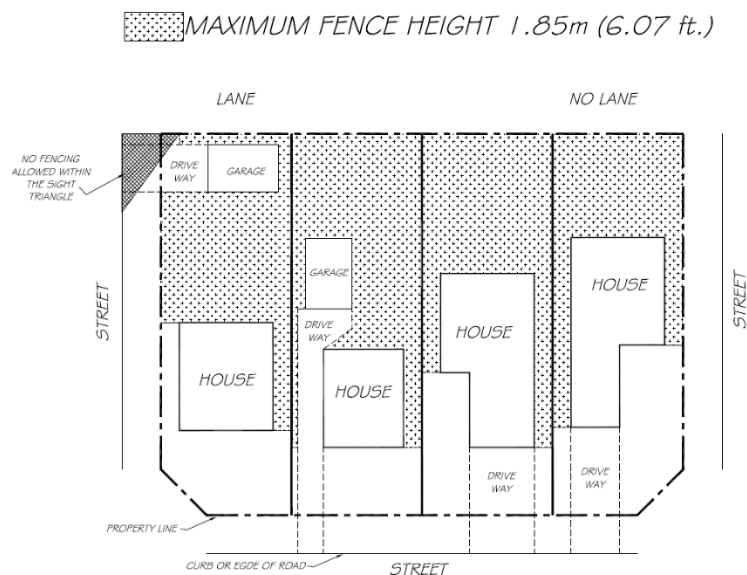 MAXIMUM FENCE HEIGHT 1.85m (6.07 ft.)
LANE
NO LANE
NO FENCING
ALLOWED WITHIN
THE SIGHT
TRIANGLE
DRIVE
WAY
GARAGE
GARAGE
DRIVE
WAY
HOUSE
HOUSE
HOUSE
HOUSE
STREET
STREET
DRIVE
WAY
DRIVE
WAY
PROPERTY LINE
CURB OR EGDE OF ROAD
STREET